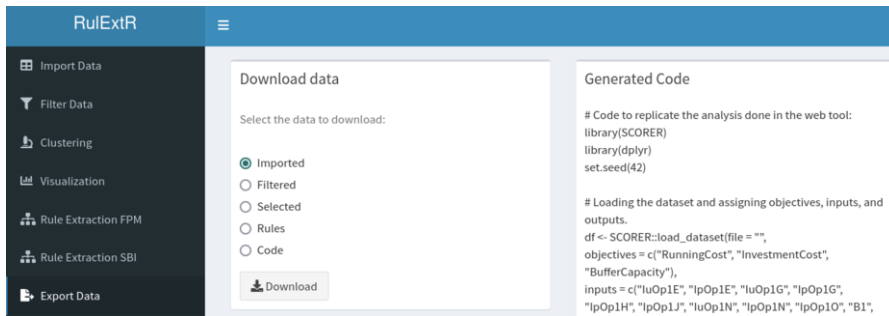 RulExtR
Import Data
Filter Data
Clustering
Visualization
Rule Extraction FPM
Rule Extraction SBI
Export Data
Download data
Select the data to download:
Imported
Filtered
Selected
Rules
Code
Download
Generated Code
# Code to replicate the analysis done in the web tool:
library(SCORER)
library(dplyr)
set.seed(42)
# Loading the dataset and assigning objectives, inputs, and
outputs.
df <- SCORER::load_dataset(file = "",
objectives = c("RunningCost", "InvestmentCost",
"BufferCapacity"),
inputs = c("IuOp1E", "IpOp1E", "IuOp1G", "IpOp1G",
"IpOp1H", "IpOp1J", "IuOp1N", "IpOp1N", "IpOp1O", "B1",